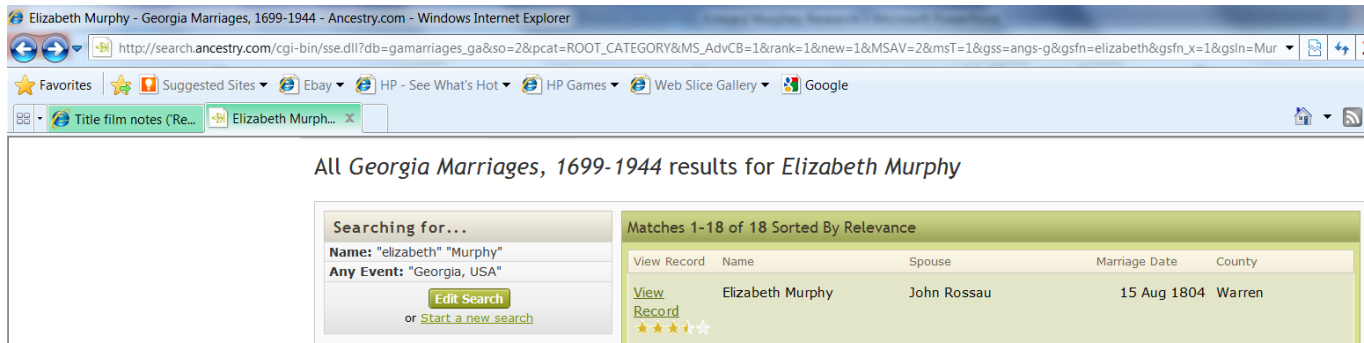 Elizabeth Murphy - Georgia Marriages, 1699-1944 - Ancestry.com - Windows Internet Explorer
http://search.ancestry.com/cgi-bin/sse.dll?db=gamarriages_ga&so=2&pcat=ROOT_CATEGORY&MS_AdvCB=1&rank=1&new=1&MSAV=2&msT=1&gss=angs-g&gsfn=elizabeth&gsfn_x=1&gsln=Mur
Favorites Suggested Sites Ebay HP - See What's Hot HP Games Web Slice Gallery Google
Title film notes ('Re... Elizabeth Murph... X
All Georgia Marriages, 1699-1944 results for Elizabeth Murphy
Searching for...
Name: "elizabeth" "Murphy"
Any Event: "Georgia, USA"
Edit Search
or Start a new search
Matches 1-18 of 18 Sorted By Relevance
View Record Name Spouse Marriage Date County
View Record Elizabeth Murphy John Rossau 15 Aug 1804 Warren